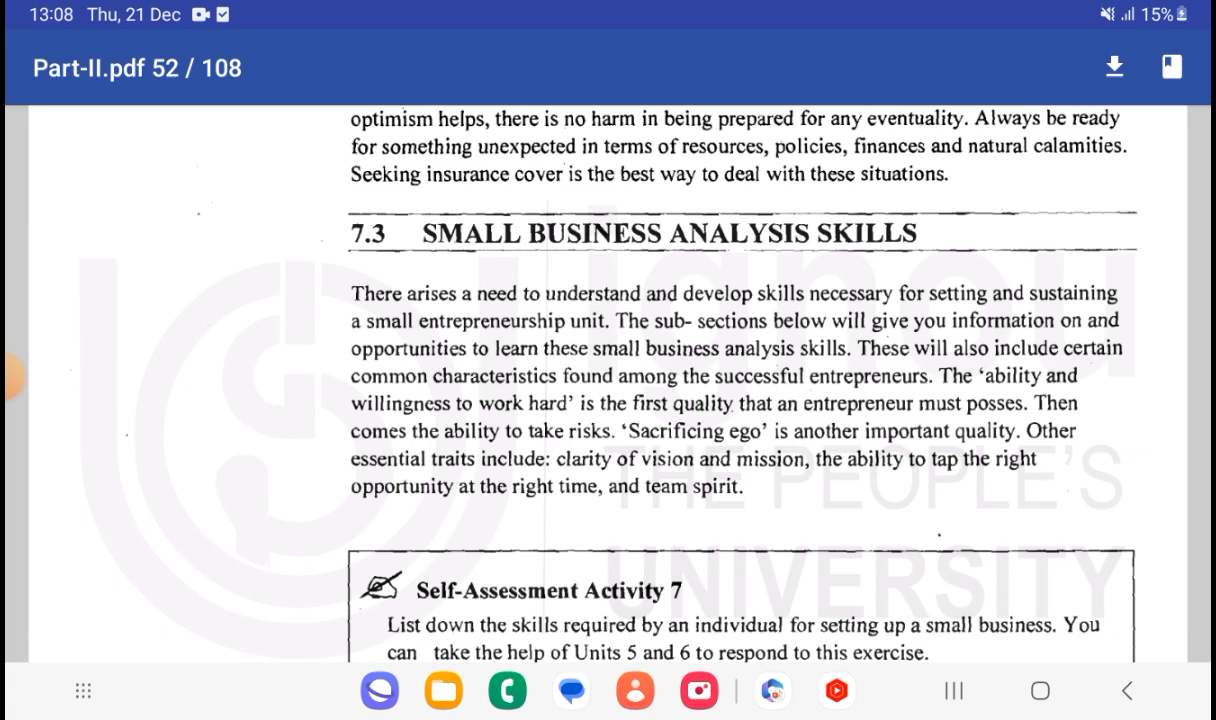 13:08 Thu, 21 Dec
15%
Part-II.pdf 52 / 108
optimism helps, there is no harm in being prepared for any eventuality. Always be ready
for something unexpected in terms of resources, policies, finances and natural calamities.
Seeking insurance cover is the best way to deal with these situations.
7.3 SMALL BUSINESS ANALYSIS SKILLS
There arises a need to understand and develop skills necessary for setting and sustaining
a small entrepreneurship unit. The sub- sections below will give you information on and
opportunities to learn these small business analysis skills. These will also include certain
common characteristics found among the successful entrepreneurs. The ‘ability and
willingness to work hard’ is the first quality that an entrepreneur must posses. Then
comes the ability to take risks. ‘Sacrificing ego’ is another important quality. Other
essential traits include: clarity of vision and mission, the ability to tap the right
opportunity at the right time, and team spirit.
ignou
THE PEOPLE’S
UNIVERSITY
Self-Assessment Activity 7
List down the skills required by an individual for setting up a small business. You
can take the help of Units 5 and 6 to respond to this exercise.